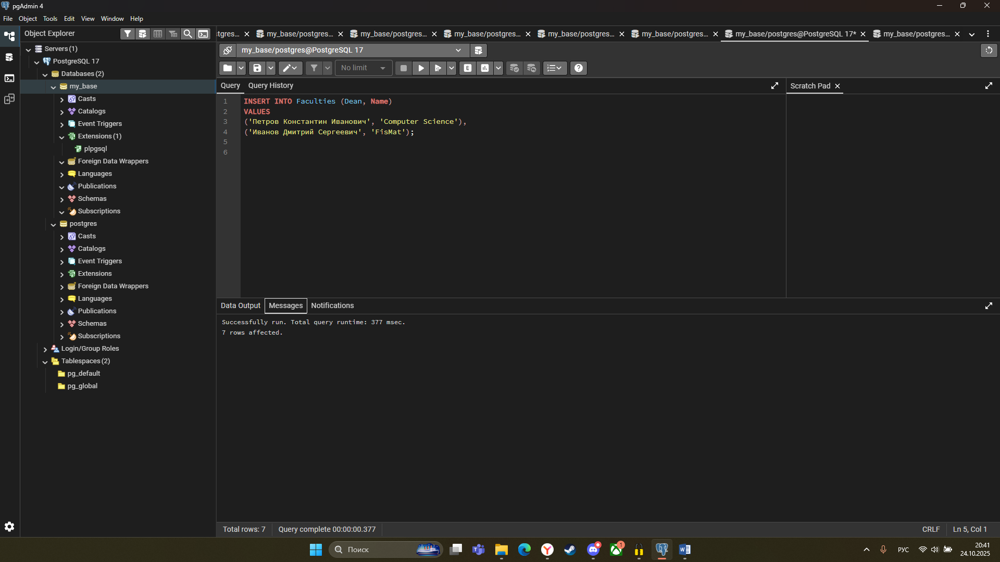 pgAdmin 4
File Object Tools Edit View Window Help
Object Explorer
tgres...
my_base/postgres...
my_base/postgres...
my_base/postgres...
my_base/postgres...
my_base/postgres...
my_base/postgres@PostgreSQL 17*
my_base/postgres...
Servers (1)
PostgreSQL 17
Databases (2)
my_base
Casts
Catalogs
Event Triggers
Extensions (1)
plpgsql
Foreign Data Wrappers
Languages
Publications
Schemas
Subscriptions
postgres
Casts
Catalogs
Event Triggers
Extensions
Foreign Data Wrappers
Languages
Publications
Schemas
Subscriptions
Login/Group Roles
Tablespaces (2)
pg_default
pg_global
my_base/postgres@PostgreSQL 17
No limit
E
Query Query History
Scratch Pad
1 INSERT INTO Faculties (Dean, Name)
2 VALUES
3 ('Петров Константин Иванович', 'Computer Science'),
4 ('Иванов Дмитрий Сергеевич', 'FisMat');
5
6
Data Output Messages Notifications
Successfully run. Total query runtime: 377 msec.
7 rows affected.
Total rows: 7 Query complete 00:00:00.377
CRLF Ln 5, Col 1
Поиск
1
РУС
20:41
24.10.2025